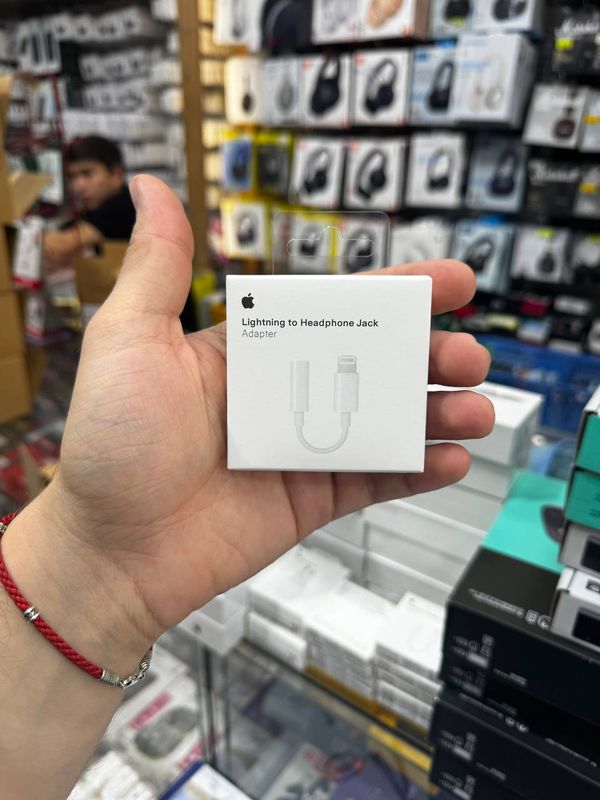 Lightning to Headphone Jack
Adapter